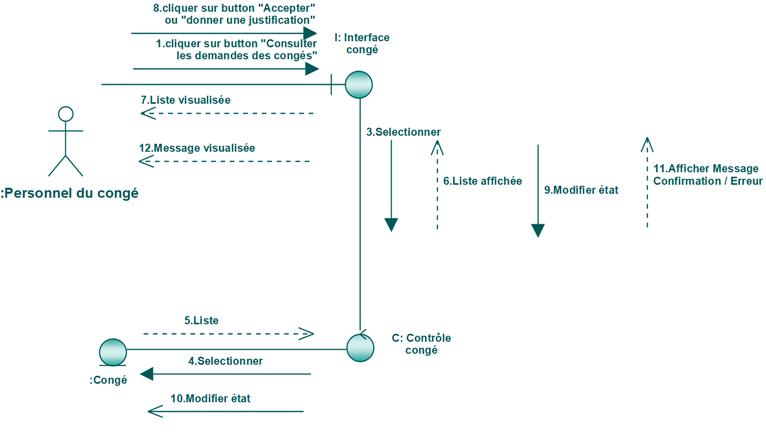 8.cliquer sur button "Accepter"
ou "donner une justification"
1.cliquer sur button "Consulter
les demandes des congés"
I: Interface
congé
7.Liste visualisée
12.Message visualisée
:Personnel du congé
3.Selectionner
6.Liste affichée
9.Modifier état
11.Afficher Message
Confirmation / Erreur
5.Liste
C: Contrôle
congé
4.Selectionner
:Congé
10.Modifier état